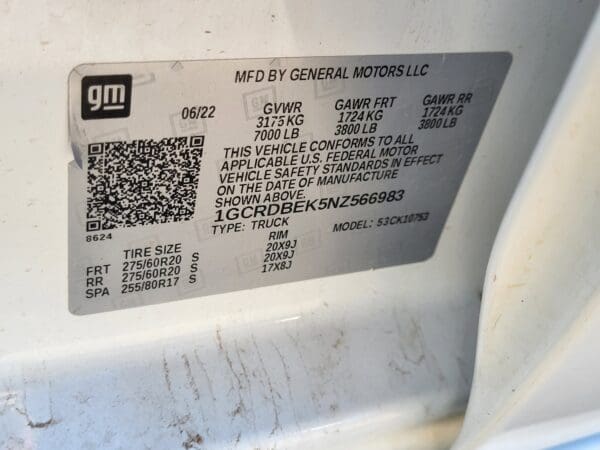 MFD BY GENERAL MOTORS LLC
gm
06/22 GVWR GAWR FRT GAWR RR
3175 KG 1724 KG 1724 KG
7000 LB 3800 LB 3800 LB
THIS VEHICLE CONFORMS TO ALL
APPLICABLE U.S. FEDERAL MOTOR
VEHICLE SAFETY STANDARDS IN EFFECT
ON THE DATE OF MANUFACTURE
SHOWN ABOVE.
1GCRDBEK5NZ566983
8624
TYPE: TRUCK MODEL: 53CK10753
TIRE SIZE RIM
FRT 275/60R20 S 20X9J
RR 275/60R20 S 20X9J
SPA 255/80R17 S 17X8J